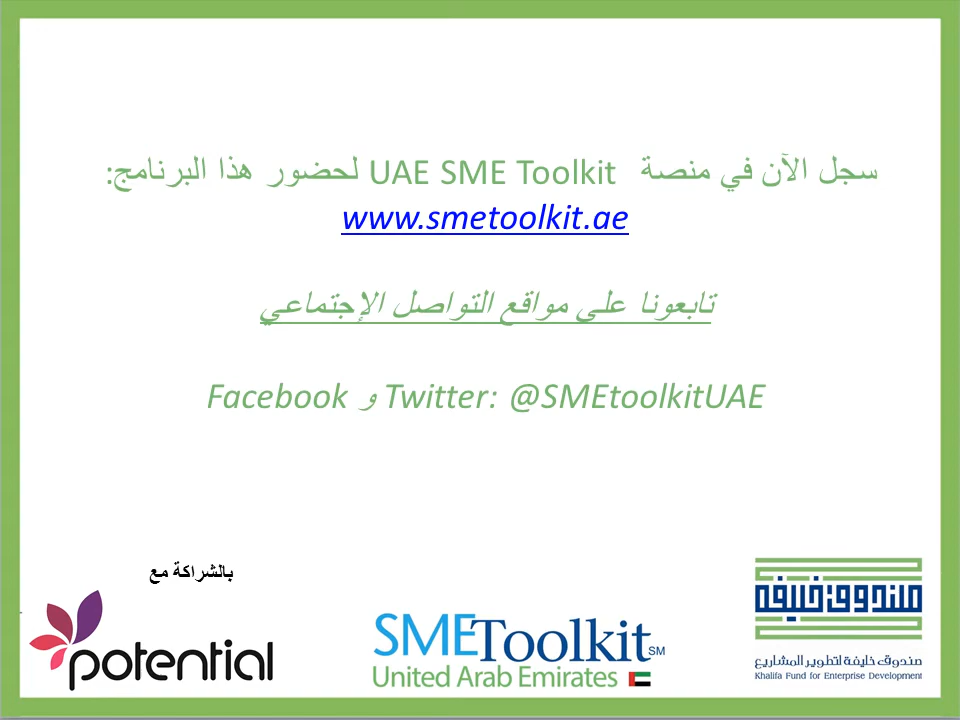 سجل الآن في منصة UAE SME Toolkit لحضور هذا البرنامج:
www.smetoolkit.ae
تابعونا على مواقع التواصل الإجتماعي
Facebook و Twitter: @SMEtoolkitUAE
بالشراكة مع
potential
SME Toolkit SM
United Arab Emirates
صندوق خليفة
صندوق خليفة لتطوير المشاريع
Khalifa Fund for Enterprise Development